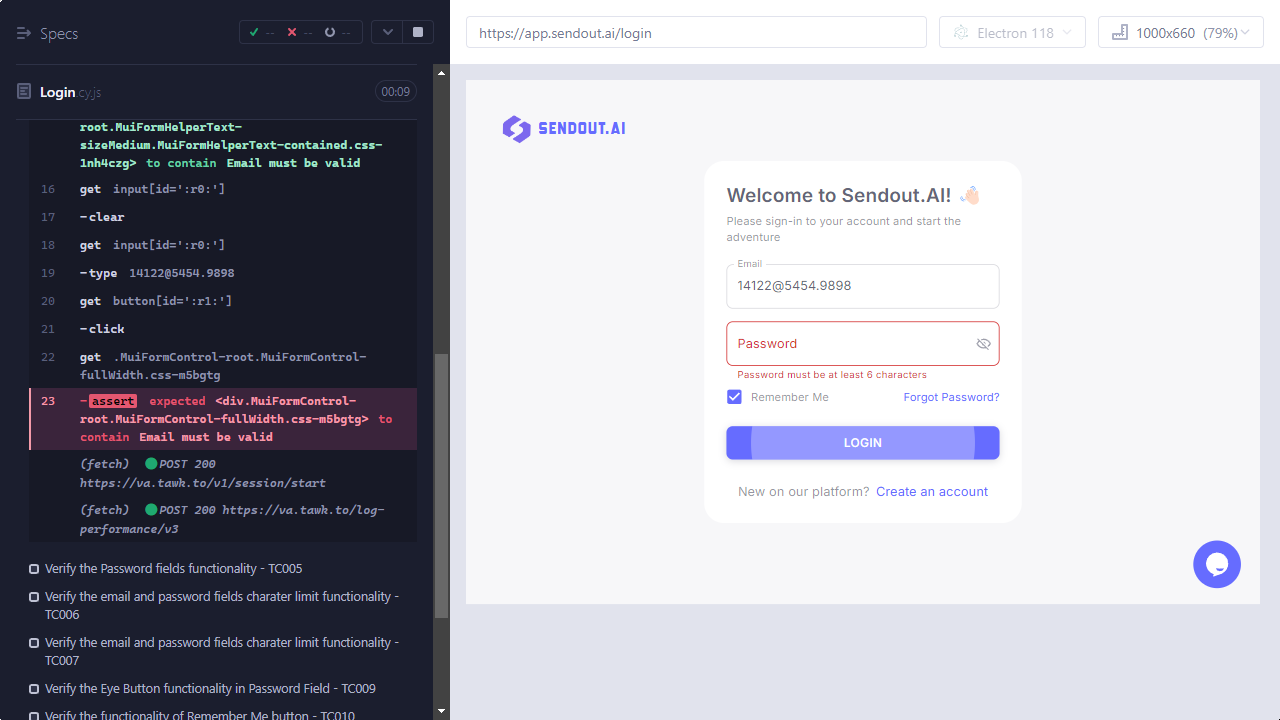 Specs
-- -- --
Login.cy.js 00:09
root.MuiFormHelperText-
sizeMedium.MuiFormHelperText-contained.css-
1nh4czg> to contain Email must be valid
16 get input[id=':r0:']
17 -clear
18 get input[id=':r0:']
19 -type 14122@5454.9898
20 get button[id=':r1:']
21 -click
22 get .MuiFormControl-root.MuiFormControl-
fullWidth.css-m5bgtg
23 -assert expected <div.MuiFormControl-
root.MuiFormControl-fullWidth.css-m5bgtg> to
contain Email must be valid
(fetch) POST 200
https://va.tawk.to/v1/session/start
(fetch) POST 200 https://va.tawk.to/log-
performance/v3
Verify the Password fields functionality - TC005
Verify the email and password fields charater limit functionality -
TC006
Verify the email and password fields charater limit functionality -
TC007
Verify the Eye Button functionality in Password Field - TC009
Verify the functionality of Remember Me button - TC010
https://app.sendout.ai/login
Electron 118
1000x660 (79%)
SENDOUT.AI
Welcome to Sendout.AI! 👋🏻
Please sign-in to your account and start the
adventure
Email
14122@5454.9898
Password
Password must be at least 6 characters
Remember Me Forgot Password?
LOGIN
New on our platform? Create an account